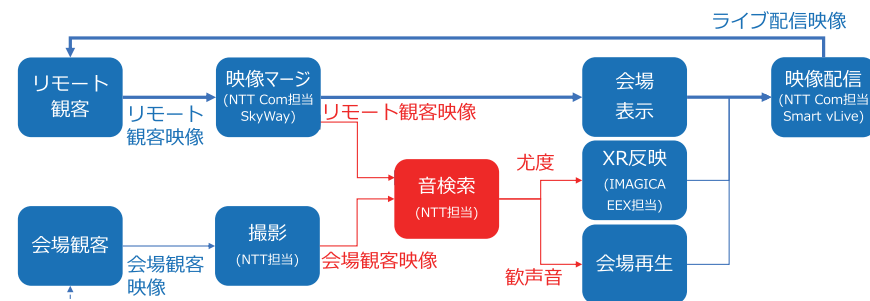 ライブ配信映像
リモート
観客
リモート
観客映像
映像マージ
(NTT Com担当
SkyWay)
リモート観客映像
会場
表示
映像配信
(NTT Com担当
Smart vLive)
音検索
(NTT担当)
尤度
XR反映
(IMAGICA
EEX担当)
会場観客
会場観客
映像
撮影
(NTT担当)
会場観客映像
歓声音
会場再生